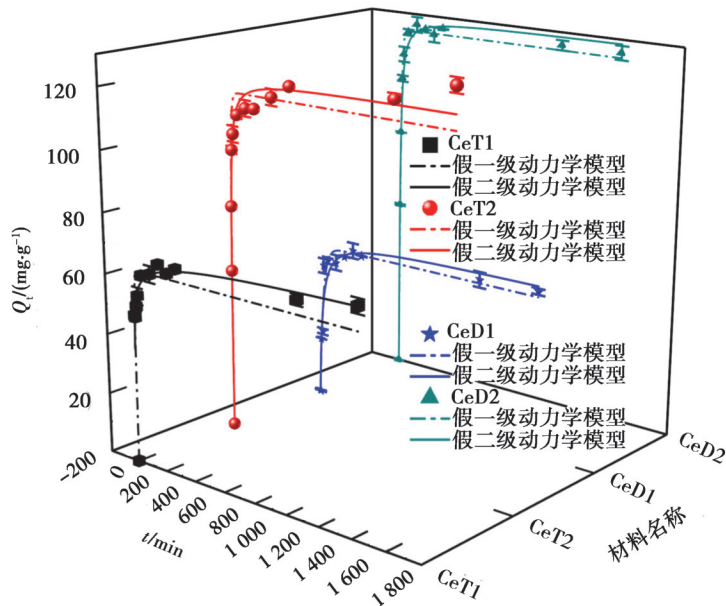 120
100
80
60
40
20
Qₜ/(mg·g⁻¹)
CeT1
假一级动力学模型
假二级动力学模型
CeT2
假一级动力学模型
假二级动力学模型
CeD1
假一级动力学模型
假二级动力学模型
CeD2
假一级动力学模型
假二级动力学模型
-200
0
200
400
600
800
1 000
1 200
1 400
1 600
1 800
t/min
CeT1
CeT2
CeD1
CeD2
材料名称